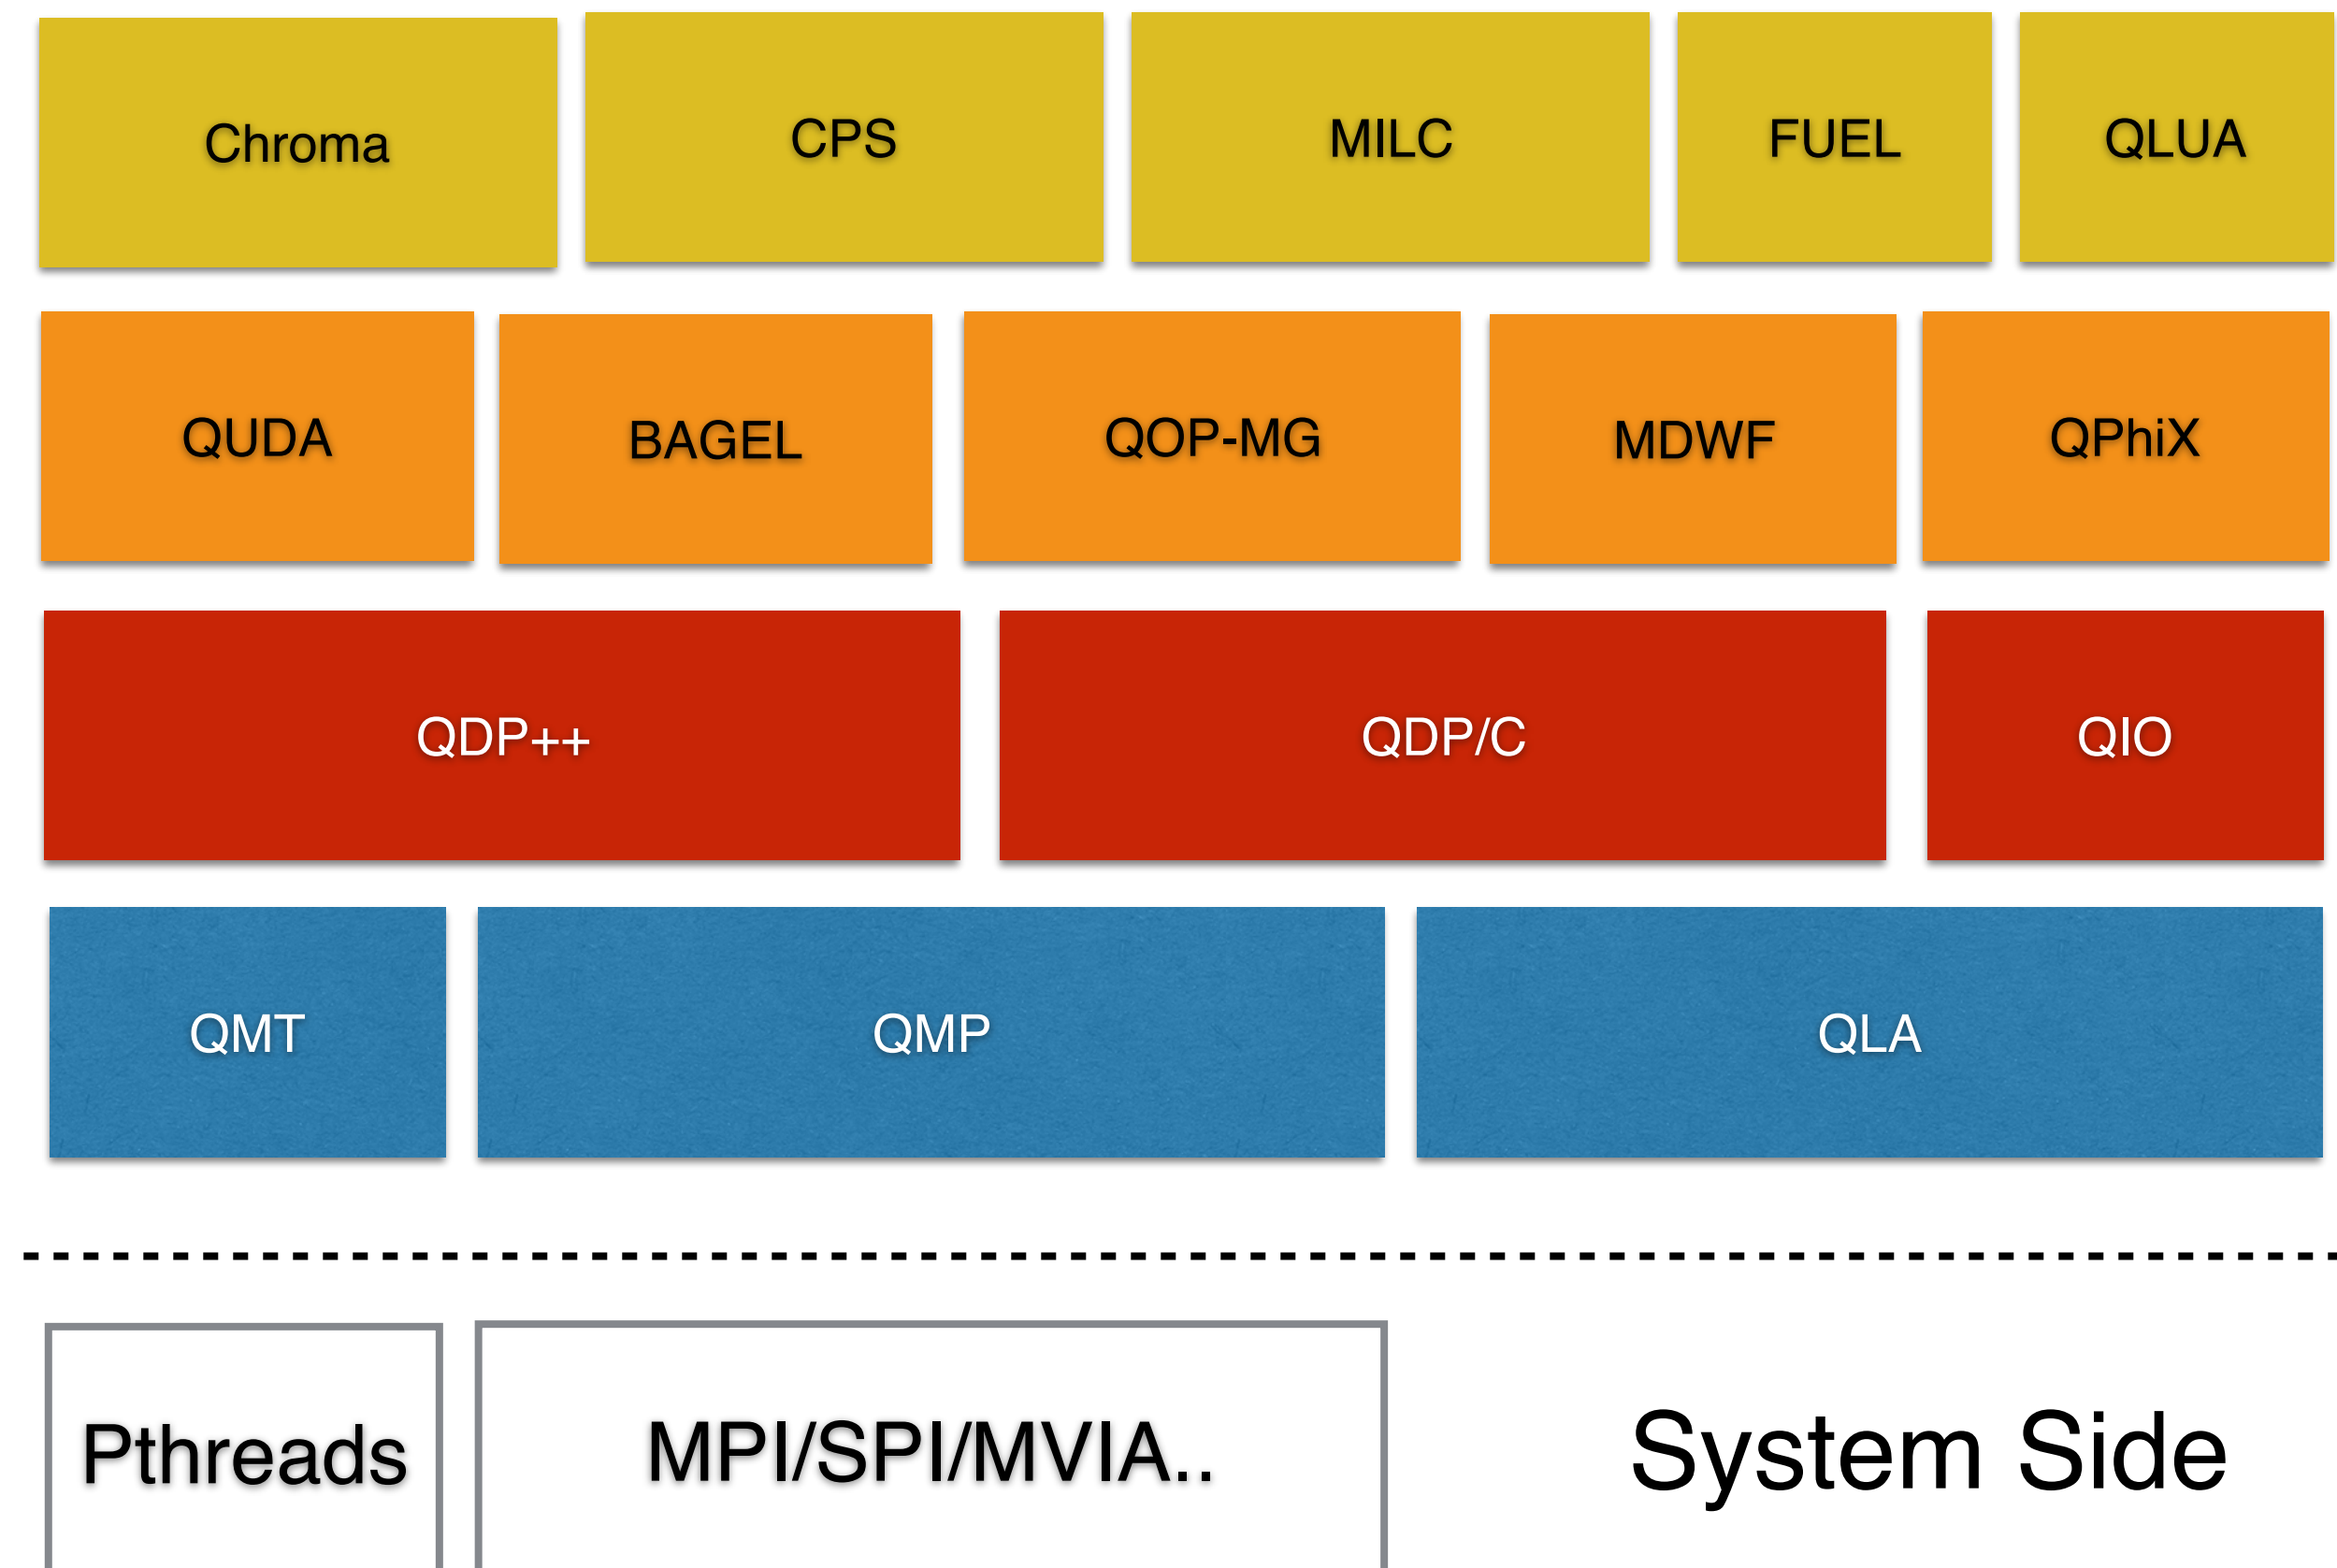 Chroma
CPS
MILC
FUEL
QLUA
QUDA
BAGEL
QOP-MG
MDWF
QPhiX
QDP++
QDP/C
QIO
QMT
QMP
QLA
Pthreads
MPI/SPI/MVIA..
System Side